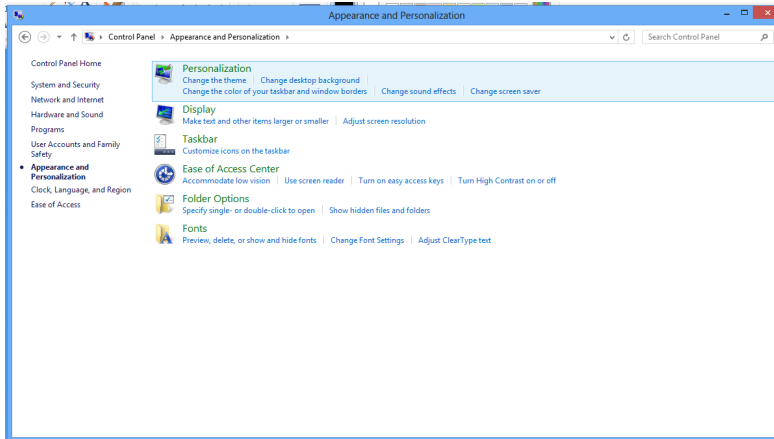 Appearance and Personalization
Control Panel Appearance and Personalization
Search Control Panel
Control Panel Home
System and Security
Network and Internet
Hardware and Sound
Programs
User Accounts and Family
Safety
Appearance and
Personalization
Clock, Language, and Region
Ease of Access
Personalization
Change the theme Change desktop background
Change the color of your taskbar and window borders Change sound effects Change screen saver
Display
Make text and other items larger or smaller Adjust screen resolution
Taskbar
Customize icons on the taskbar
Ease of Access Center
Accommodate low vision Use screen reader Turn on easy access keys Turn High Contrast on or off
Folder Options
Specify single- or double-click to open Show hidden files and folders
Fonts
Preview, delete, or show and hide fonts Change Font Settings Adjust ClearType text